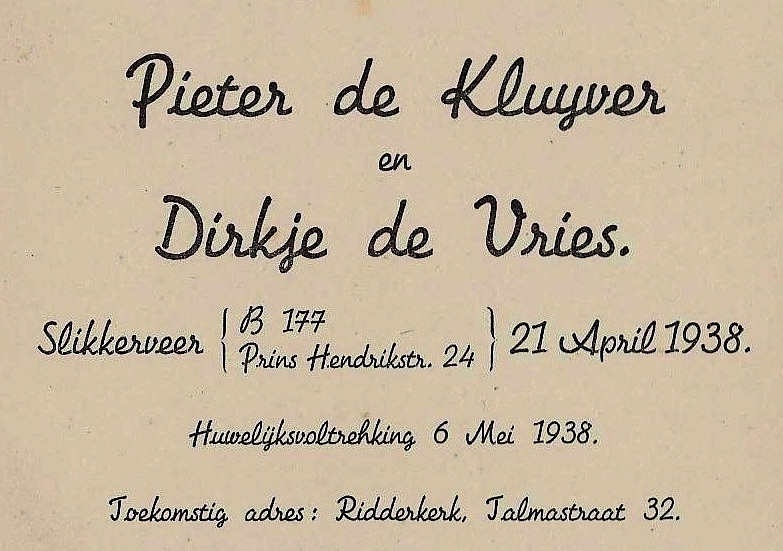 Pieter de Kluyver
en
Dirkje de Vries.
Slikkerveer { B 177 } 21 April 1938.
Prins Hendrikstr. 24
Huwelijksvoltrekking 6 Mei 1938.
Toekomstig adres: Ridderkerk, Talmastraat 32.